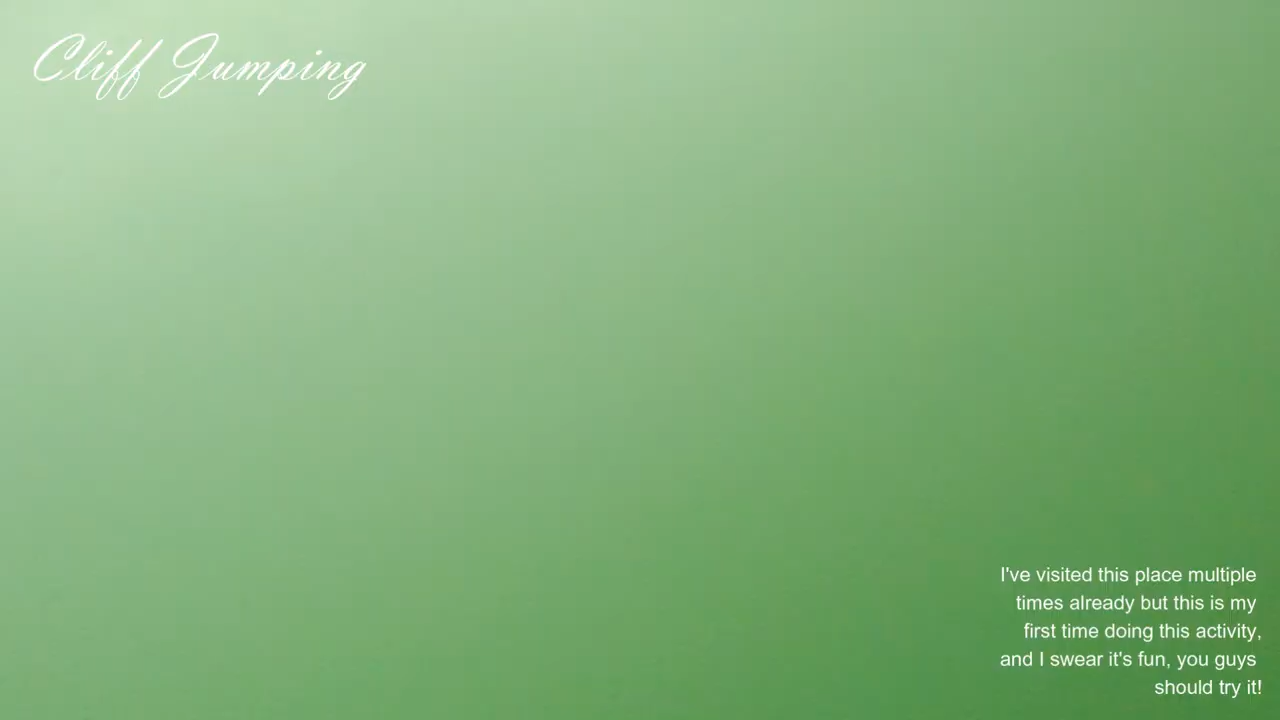 Cliff Jumping
I've visited this place multiple
times already but this is my
first time doing this activity,
and I swear it's fun, you guys
should try it!